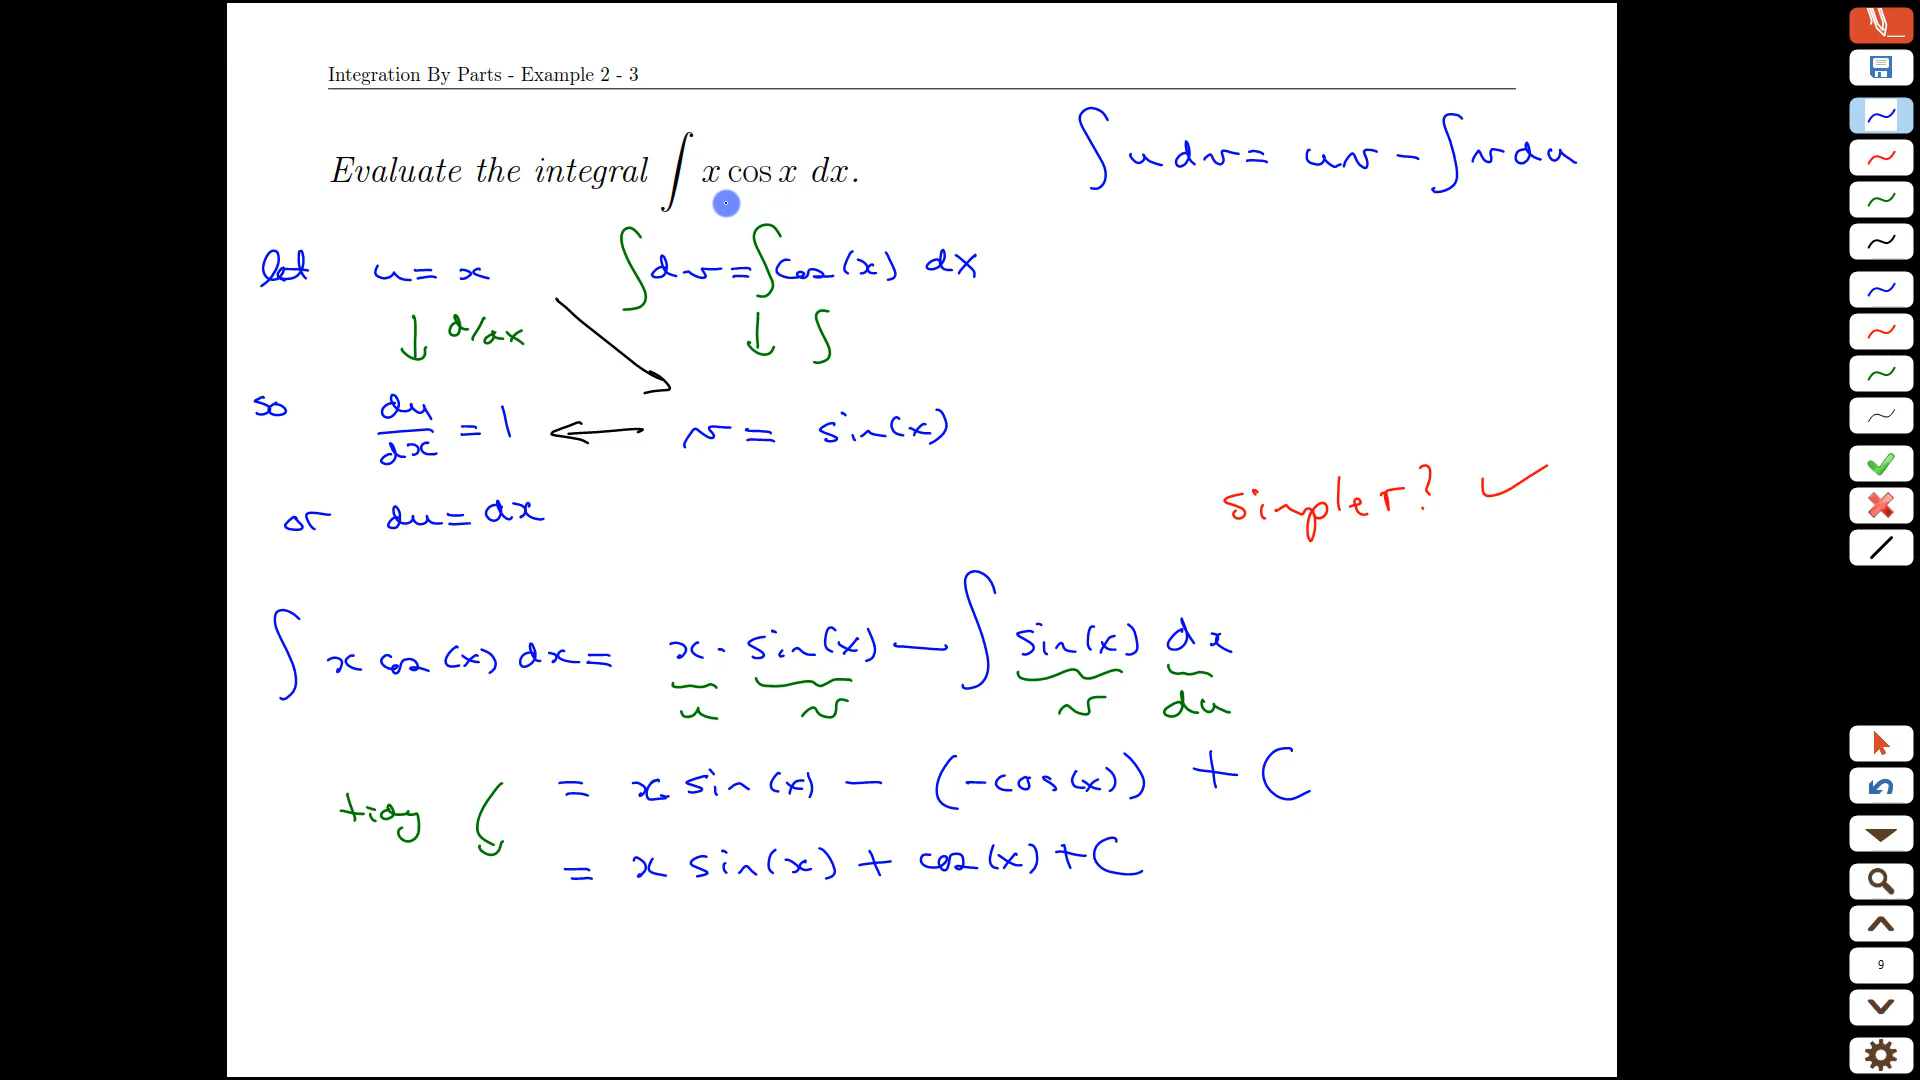 Integration By Parts - Example 2 - 3
Evaluate the integral ∫ x cos x dx.
∫ u dv = uv − ∫ v du
let u = x ∫ dv = ∫ cos(x) dx
↓ d/dx ↓ ∫
so du/dx = 1 ← v = sin(x)
simpler? ✓
or du = dx
∫ x cos(x) dx = x · sin(x) − ∫ sin(x) dx
u v v du
= x sin(x) − (−cos(x)) + C
tidy
= x sin(x) + cos(x) + C
9